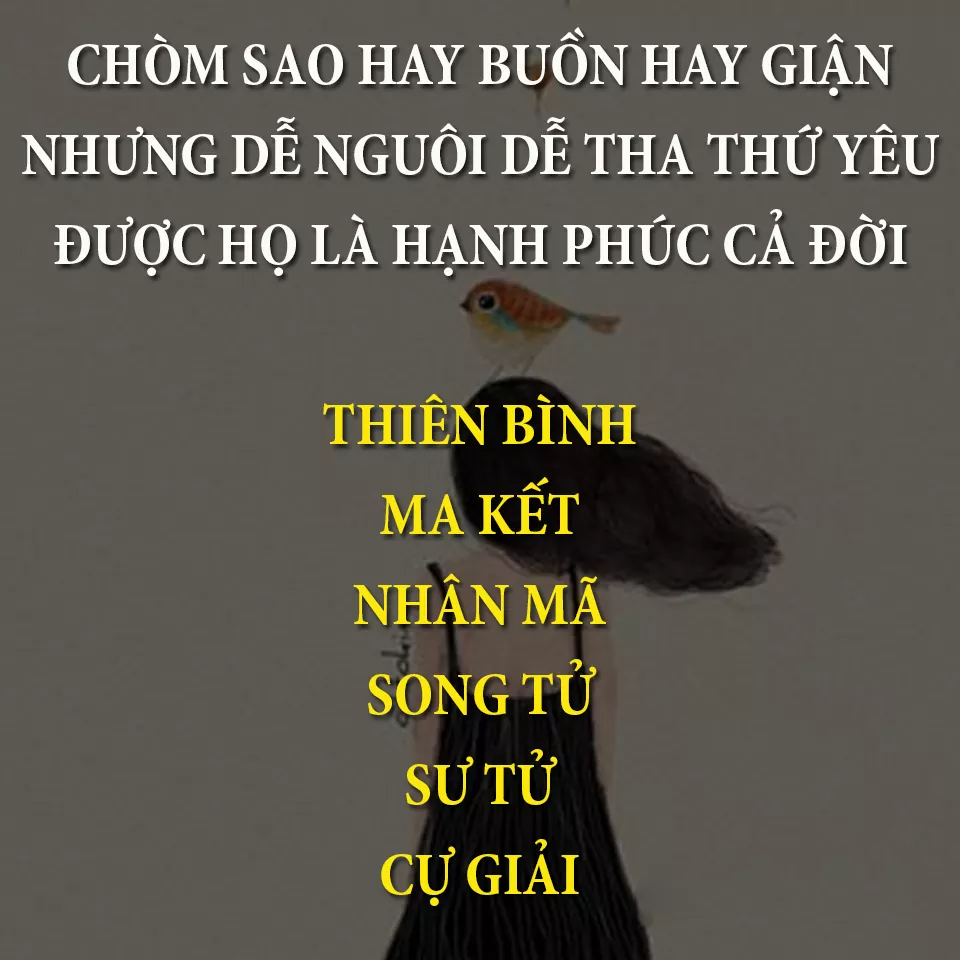 CHÒM SAO HAY BUỒN HAY GIẬN
NHƯNG DỄ NGUÔI DỄ THA THỨ YÊU
ĐƯỢC HỌ LÀ HẠNH PHÚC CẢ ĐỜI
THIÊN BÌNH
MA KẾT
NHÂN MÃ
SONG TỬ
SƯ TỬ
CỰ GIẢI